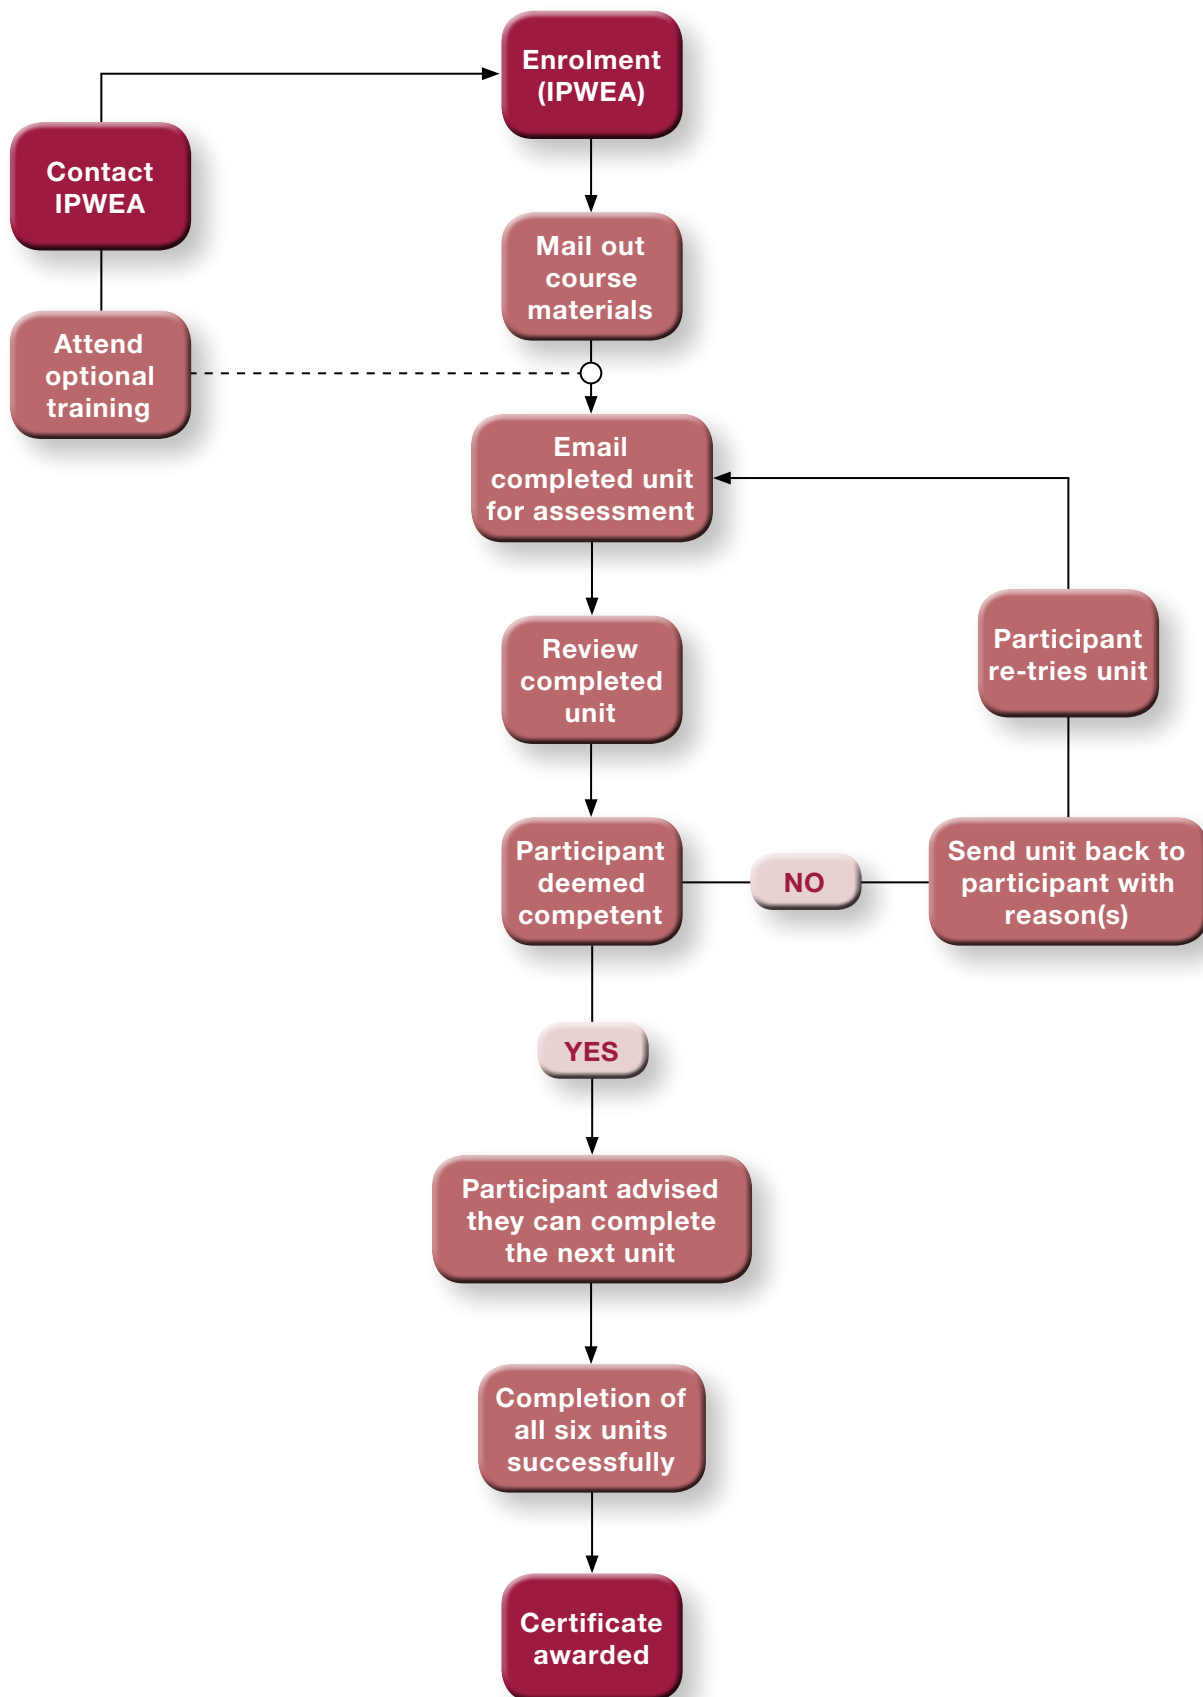 Enrolment
(IPWEA)
Contact
IPWEA
Mail out
course
materials
Attend
optional
training
Email
completed unit
for assessment
Participant
re-tries unit
Review
completed
unit
Participant
deemed
competent
NO
Send unit back to
participant with
reason(s)
YES
Participant advised
they can complete
the next unit
Completion of
all six units
successfully
Certificate
awarded